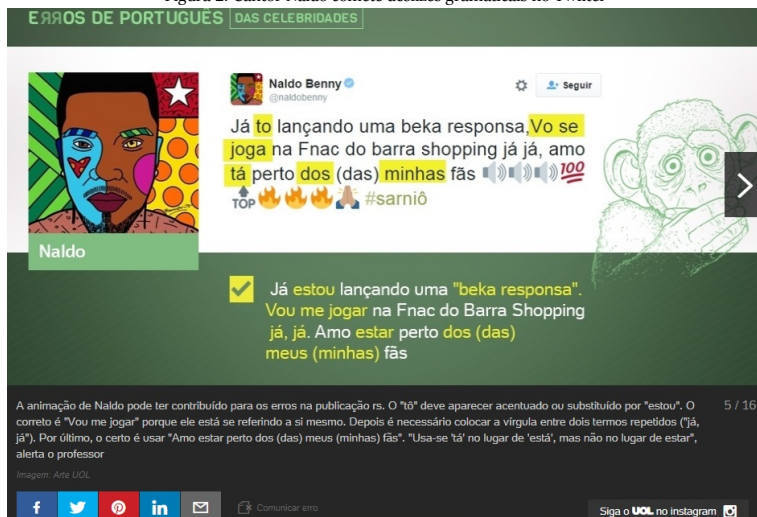 ERROS DE PORTUGUÊS DAS CELEBRIDADES
Naldo Benny
@naldobenny
Seguir
Já to lançando uma beka responsa,Vo se
joga na Fnac do barra shopping já já, amo
tá perto dos (das) minhas fãs 🔊🔊🔊💯
🔝🔥🔥🔥🙏 #sarniô
Naldo
Já estou lançando uma "beka responsa".
Vou me jogar na Fnac do Barra Shopping
já, já. Amo estar perto dos (das)
meus (minhas) fãs
A animação de Naldo pode ter contribuído para os erros na publicação rs. O "tô" deve aparecer acentuado ou substituído por "estou". O
correto é "Vou me jogar" porque ele está se referindo a si mesmo. Depois é necessário colocar a vírgula entre dois termos repetidos ("já,
já"). Por último, o certo é usar "Amo estar perto dos (das) meus (minhas) fãs". "Usa-se 'tá' no lugar de 'está', mas não no lugar de estar",
alerta o professor
5 / 16
Imagem: Arte UOL
Comunicar erro
Siga o UOL no instagram